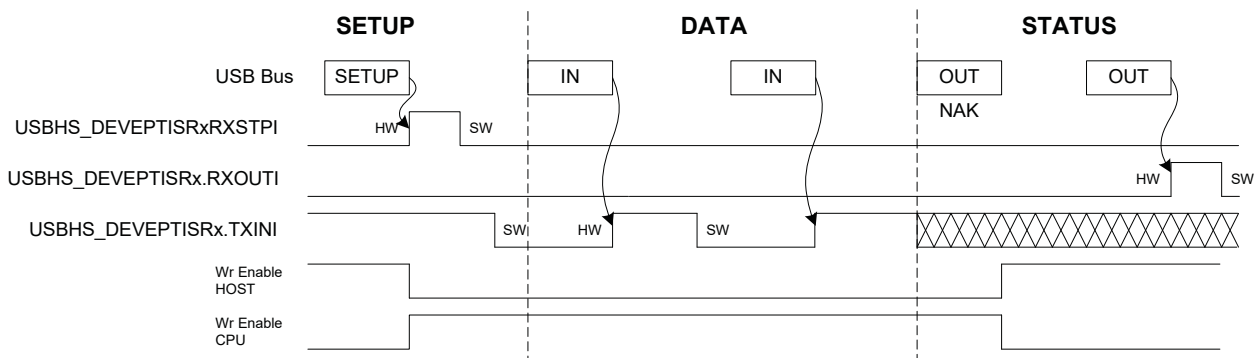 SETUP DATA STATUS
USB Bus SETUP IN IN OUT OUT
NAK
USBHS_DEVEPTISRxRXSTPI HW SW
USBHS_DEVEPTISRx.RXOUTI HW SW
USBHS_DEVEPTISRx.TXINI SW HW SW
Wr Enable
HOST
Wr Enable
CPU